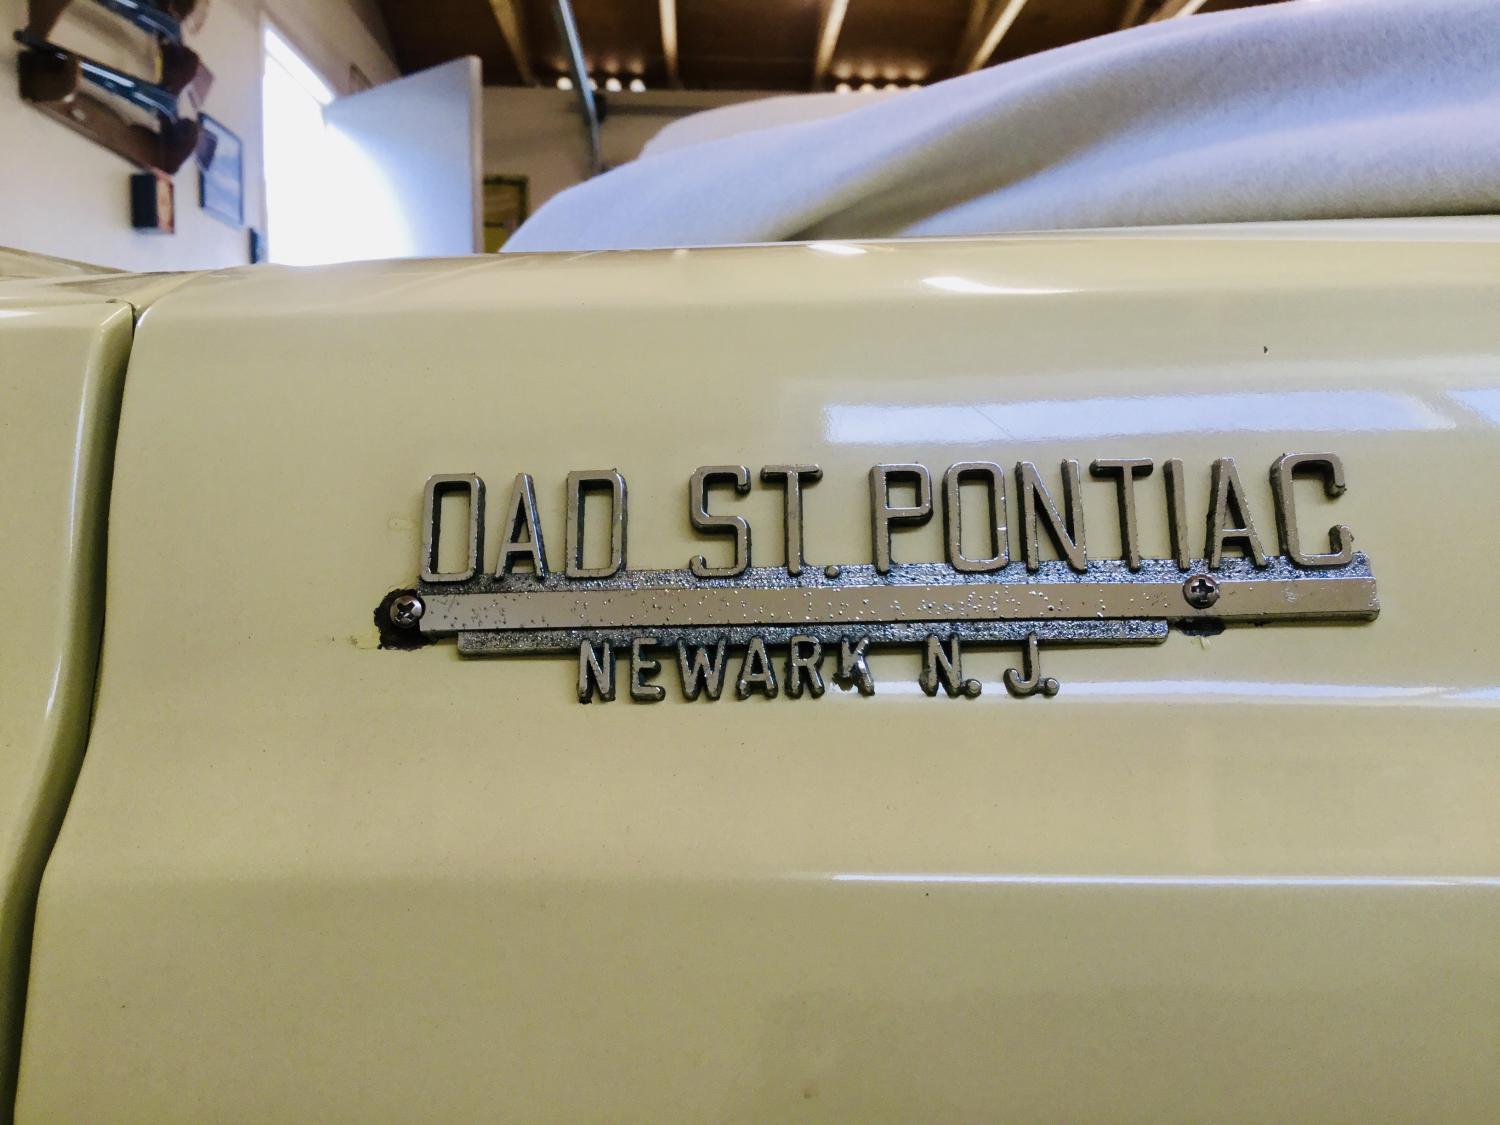 OAD ST. PONTIAC
NEWARK N.J.